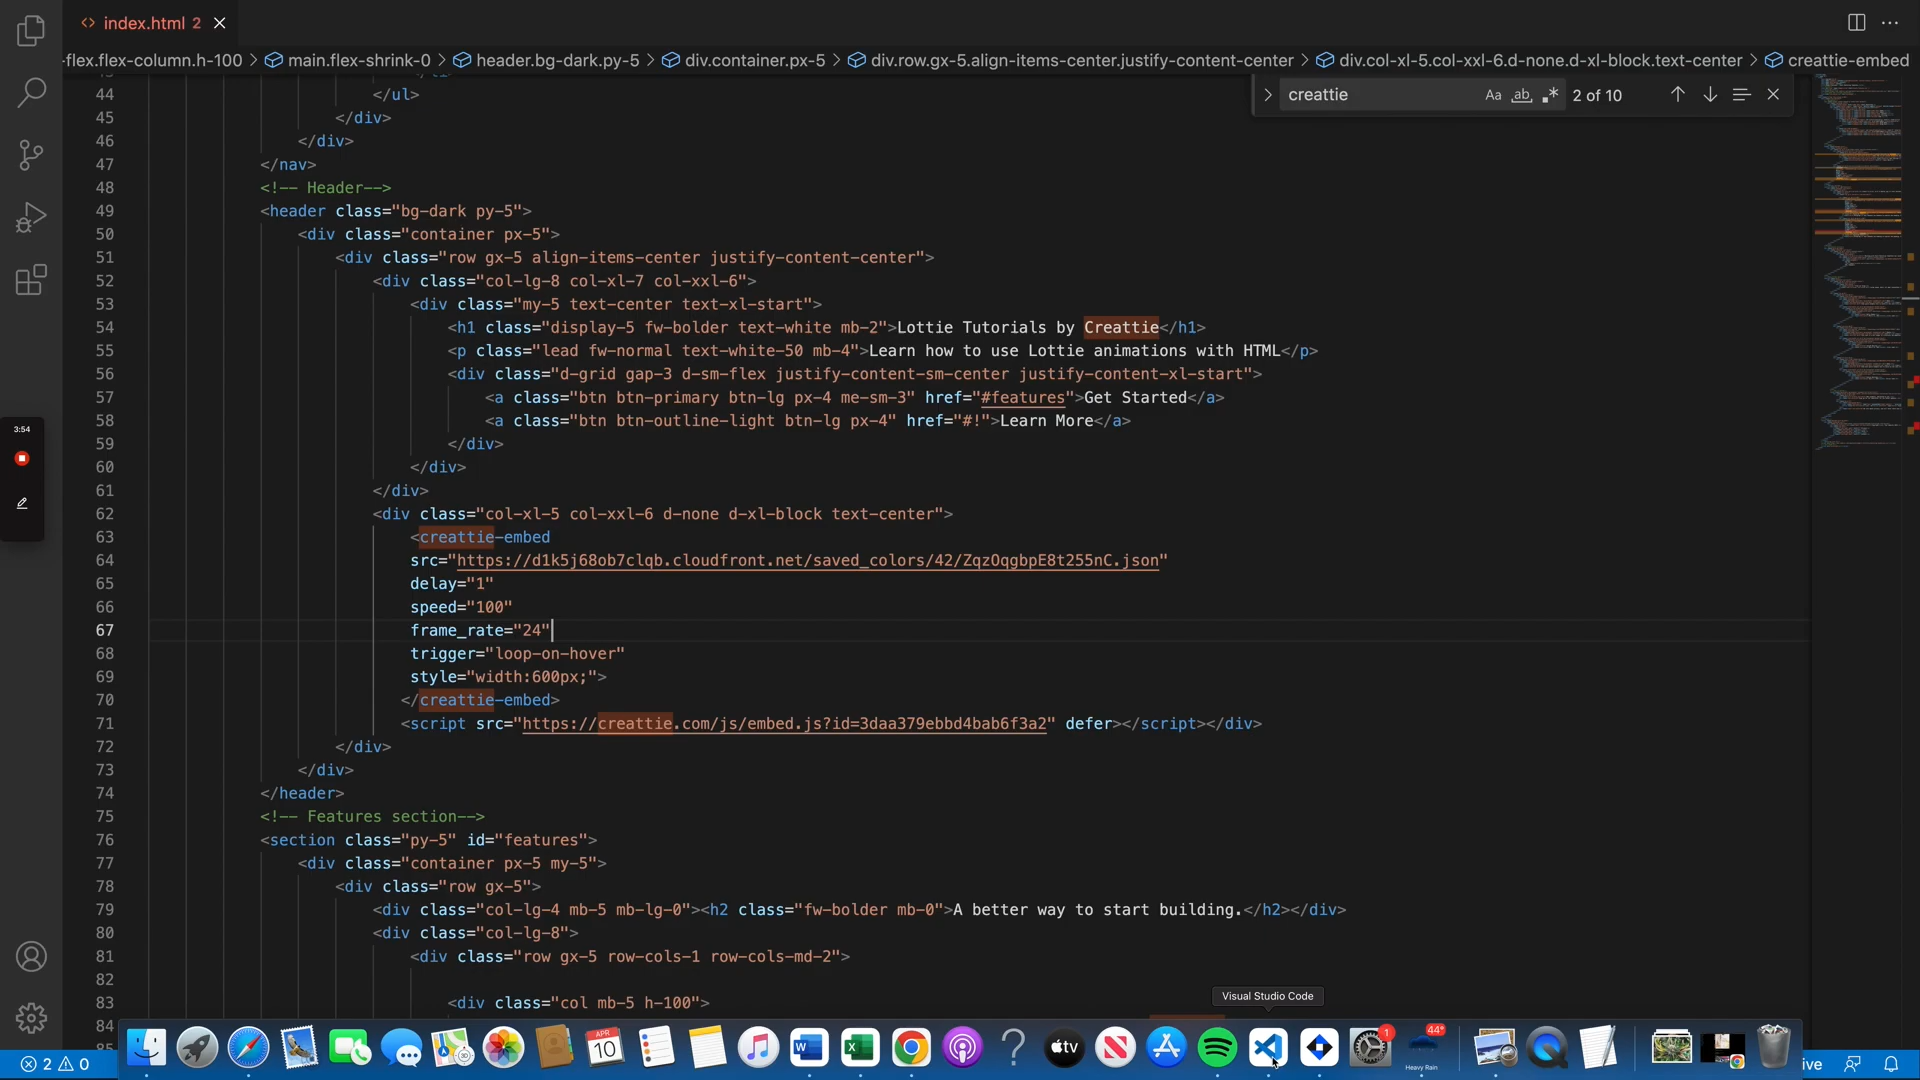 index.html 2
-flex.flex-column.h-100 > main.flex-shrink-0 > header.bg-dark.py-5 > div.container.px-5 > div.row.gx-5.align-items-center.justify-content-center > div.col-xl-5.col-xxl-6.d-none.d-xl-block.text-center > creattie-embed
creattie Aa ab .* 2 of 10
44 </ul>
45 </div>
46 </div>
47 </nav>
48 <!-- Header-->
49 <header class="bg-dark py-5">
50 <div class="container px-5">
51 <div class="row gx-5 align-items-center justify-content-center">
52 <div class="col-lg-8 col-xl-7 col-xxl-6">
53 <div class="my-5 text-center text-xl-start">
54 <h1 class="display-5 fw-bolder text-white mb-2">Lottie Tutorials by Creattie</h1>
55 <p class="lead fw-normal text-white-50 mb-4">Learn how to use Lottie animations with HTML</p>
56 <div class="d-grid gap-3 d-sm-flex justify-content-sm-center justify-content-xl-start">
57 <a class="btn btn-primary btn-lg px-4 me-sm-3" href="#features">Get Started</a>
58 <a class="btn btn-outline-light btn-lg px-4" href="#!">Learn More</a>
59 </div>
60 </div>
61 </div>
62 <div class="col-xl-5 col-xxl-6 d-none d-xl-block text-center">
63 <creattie-embed
64 src="https://d1k5j68ob7clqb.cloudfront.net/saved_colors/42/ZqzOqgbpE8t255nC.json"
65 delay="1"
66 speed="100"
67 frame_rate="24"
68 trigger="loop-on-hover"
69 style="width:600px;">
70 </creattie-embed>
71 <script src="https://creattie.com/js/embed.js?id=3daa379ebbd4bab6f3a2" defer></script></div>
72 </div>
73 </div>
74 </header>
75 <!-- Features section-->
76 <section class="py-5" id="features">
77 <div class="container px-5 my-5">
78 <div class="row gx-5">
79 <div class="col-lg-4 mb-5 mb-lg-0"><h2 class="fw-bolder mb-0">A better way to start building.</h2></div>
80 <div class="col-lg-8">
81 <div class="row gx-5 row-cols-1 row-cols-md-2">
82
83 <div class="col mb-5 h-100">
84
3:54
Visual Studio Code
APR
10
tv
1
44°
Heavy Rain
2 0
ive